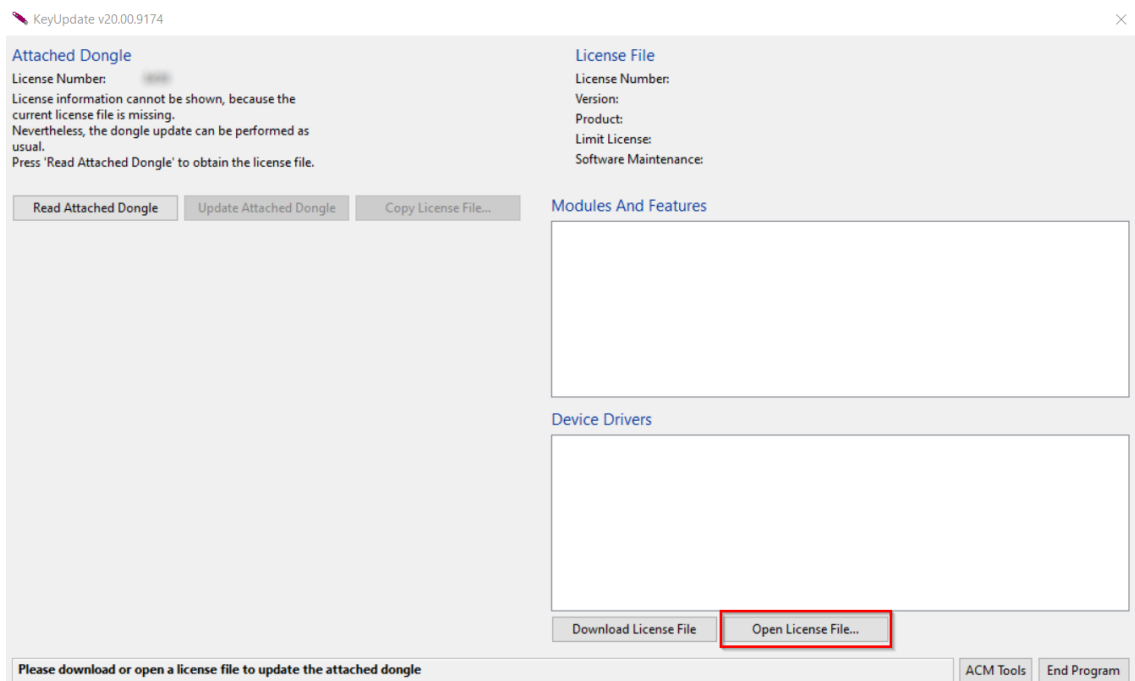 KeyUpdate v20.00.9174
Attached Dongle
License Number:
License information cannot be shown, because the
current license file is missing.
Nevertheless, the dongle update can be performed as
usual.
Press 'Read Attached Dongle' to obtain the license file.
Read Attached Dongle
Update Attached Dongle
Copy License File...
License File
License Number:
Version:
Product:
Limit License:
Software Maintenance:
Modules And Features
Device Drivers
Download License File
Open License File...
Please download or open a license file to update the attached dongle
ACM Tools
End Program